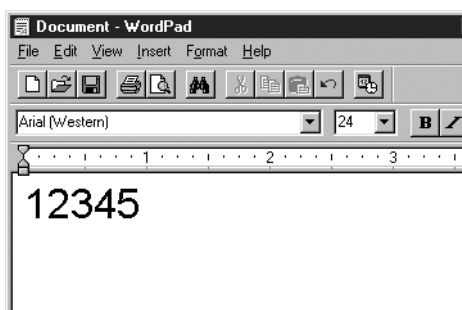 Document - WordPad
File Edit View Insert Format Help
Arial (Western) 24 B I
1 2 3
12345